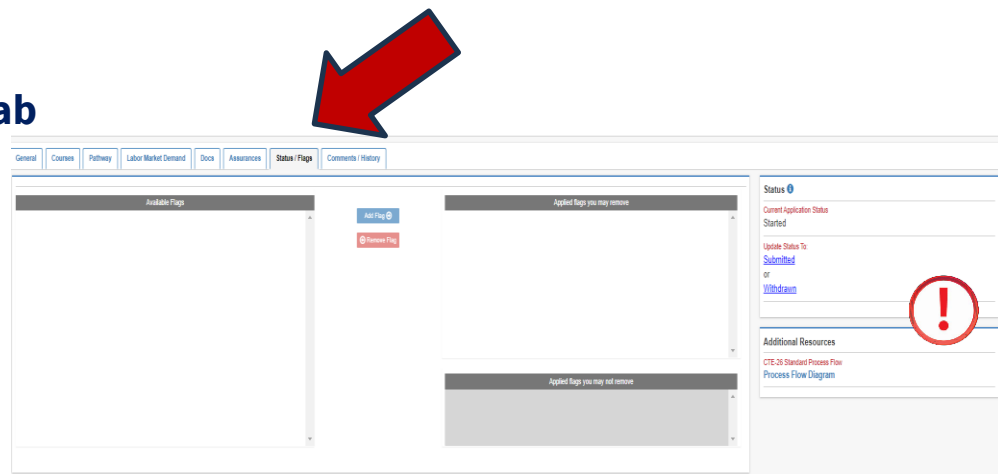 ab
General Courses Pathway Labor Market Demand Docs Assurances Status / Flags Comments / History
Available Flags
Add Flag
Remove Flag
Applied flags you may remove
Applied flags you may not remove
Status
Current Application Status
Started
Update Status To:
Submitted
or
Withdrawn
!
Additional Resources
CTE-26 Standard Process Flow
Process Flow Diagram